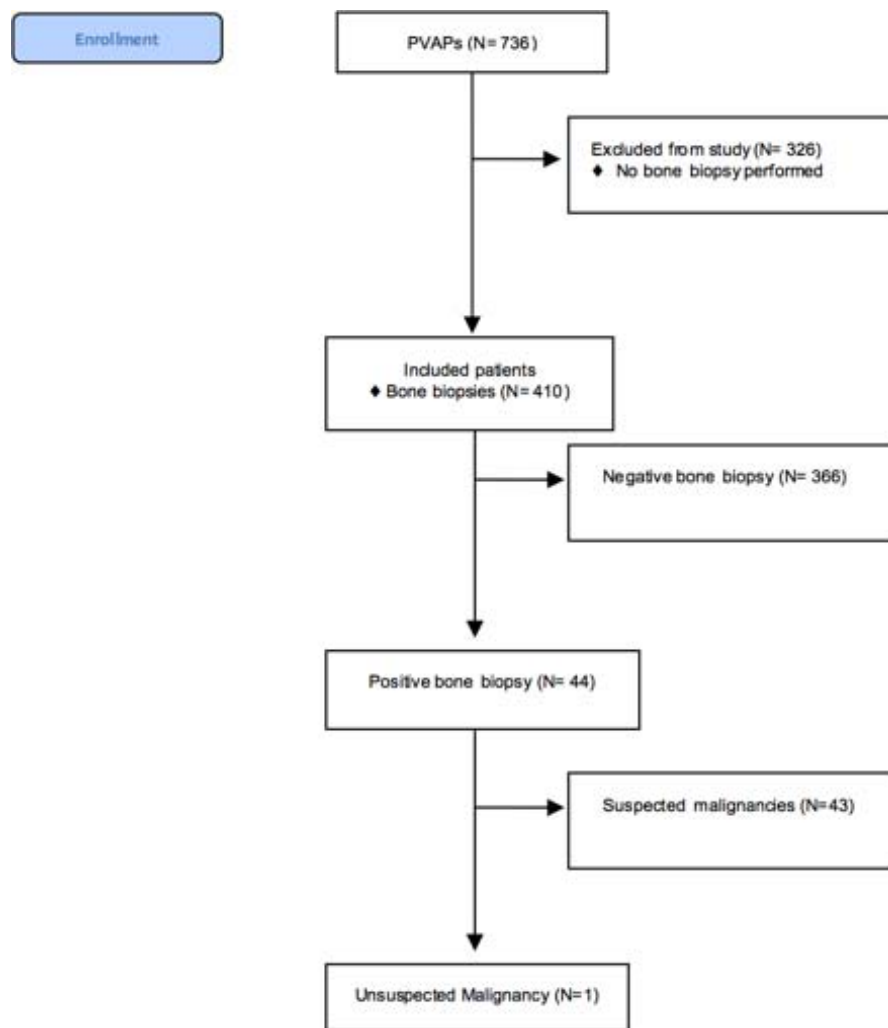 Enrollment
PVAPs (N= 736)
Excluded from study (N= 326)
♦ No bone biopsy performed
Included patients
♦ Bone biopsies (N= 410)
Negative bone biopsy (N= 366)
Positive bone biopsy (N= 44)
Suspected malignancies (N=43)
Unsuspected Malignancy (N=1)